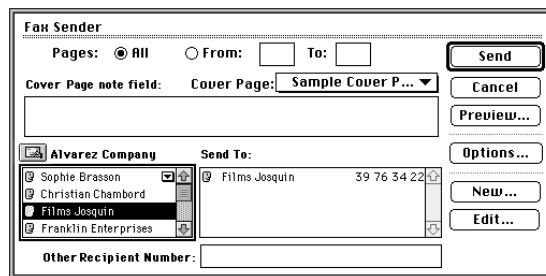 Fax Sender
Pages: All From: To:
Send
Cover Page note field: Cover Page: Sample Cover P...
Cancel
Preview...
Alvarez Company Send To:
Options...
Sophie Brasson Films Josquin 39 76 34 22
Christian Chambord
New...
Films Josquin
Franklin Enterprises
Edit...
Other Recipient Number: